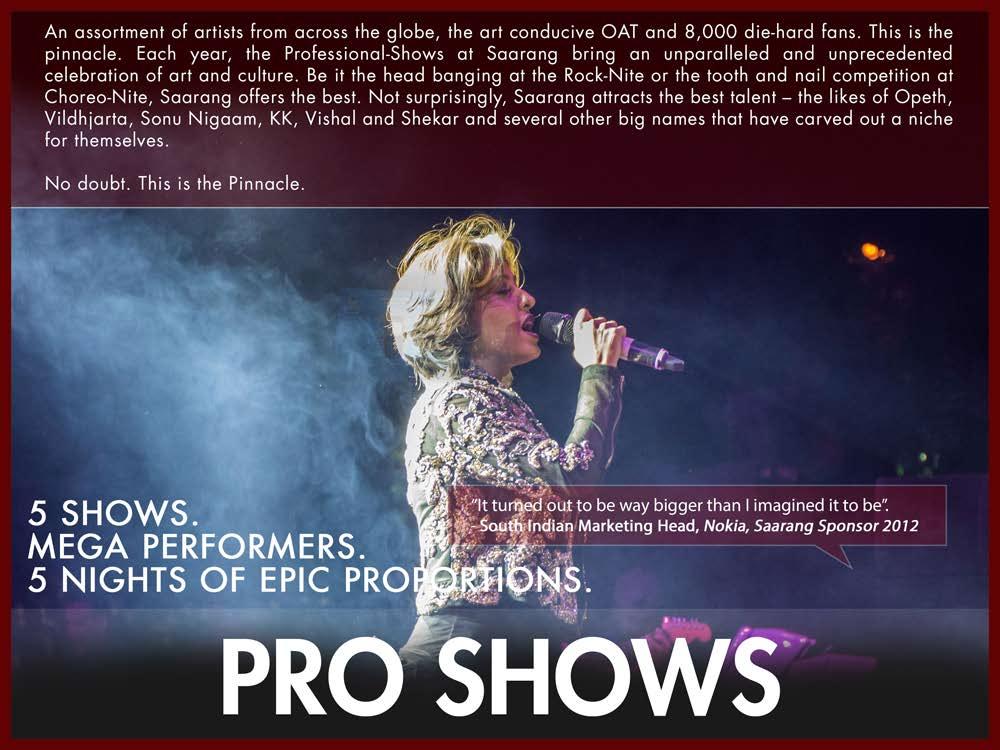 An assortment of artists from across the globe, the art conducive OAT and 8,000 die-hard fans. This is the
pinnacle. Each year, the Professional-Shows at Saarang bring an unparalleled and unprecedented
celebration of art and culture. Be it the head banging at the Rock-Nite or the tooth and nail competition at
Choreo-Nite, Saarang offers the best. Not surprisingly, Saarang attracts the best talent – the likes of Opeth,
Vildhjarta, Sonu Nigaam, KK, Vishal and Shekar and several other big names that have carved out a niche
for themselves.
No doubt. This is the Pinnacle.
"It turned out to be way bigger than I imagined it to be".
- South Indian Marketing Head, Nokia, Saarang Sponsor 2012
5 SHOWS.
MEGA PERFORMERS.
5 NIGHTS OF EPIC PROPORTIONS.
PRO SHOWS